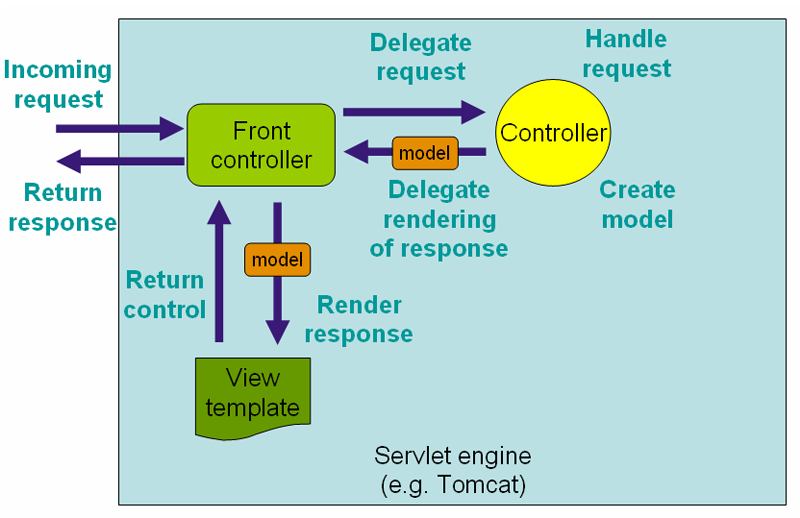 Incoming
request
Return
response
Front
controller
Delegate
request
Handle
request
Controller
model
Delegate
rendering
of response
Create
model
Return
control
model
Render
response
View
template
Servlet engine
(e.g. Tomcat)